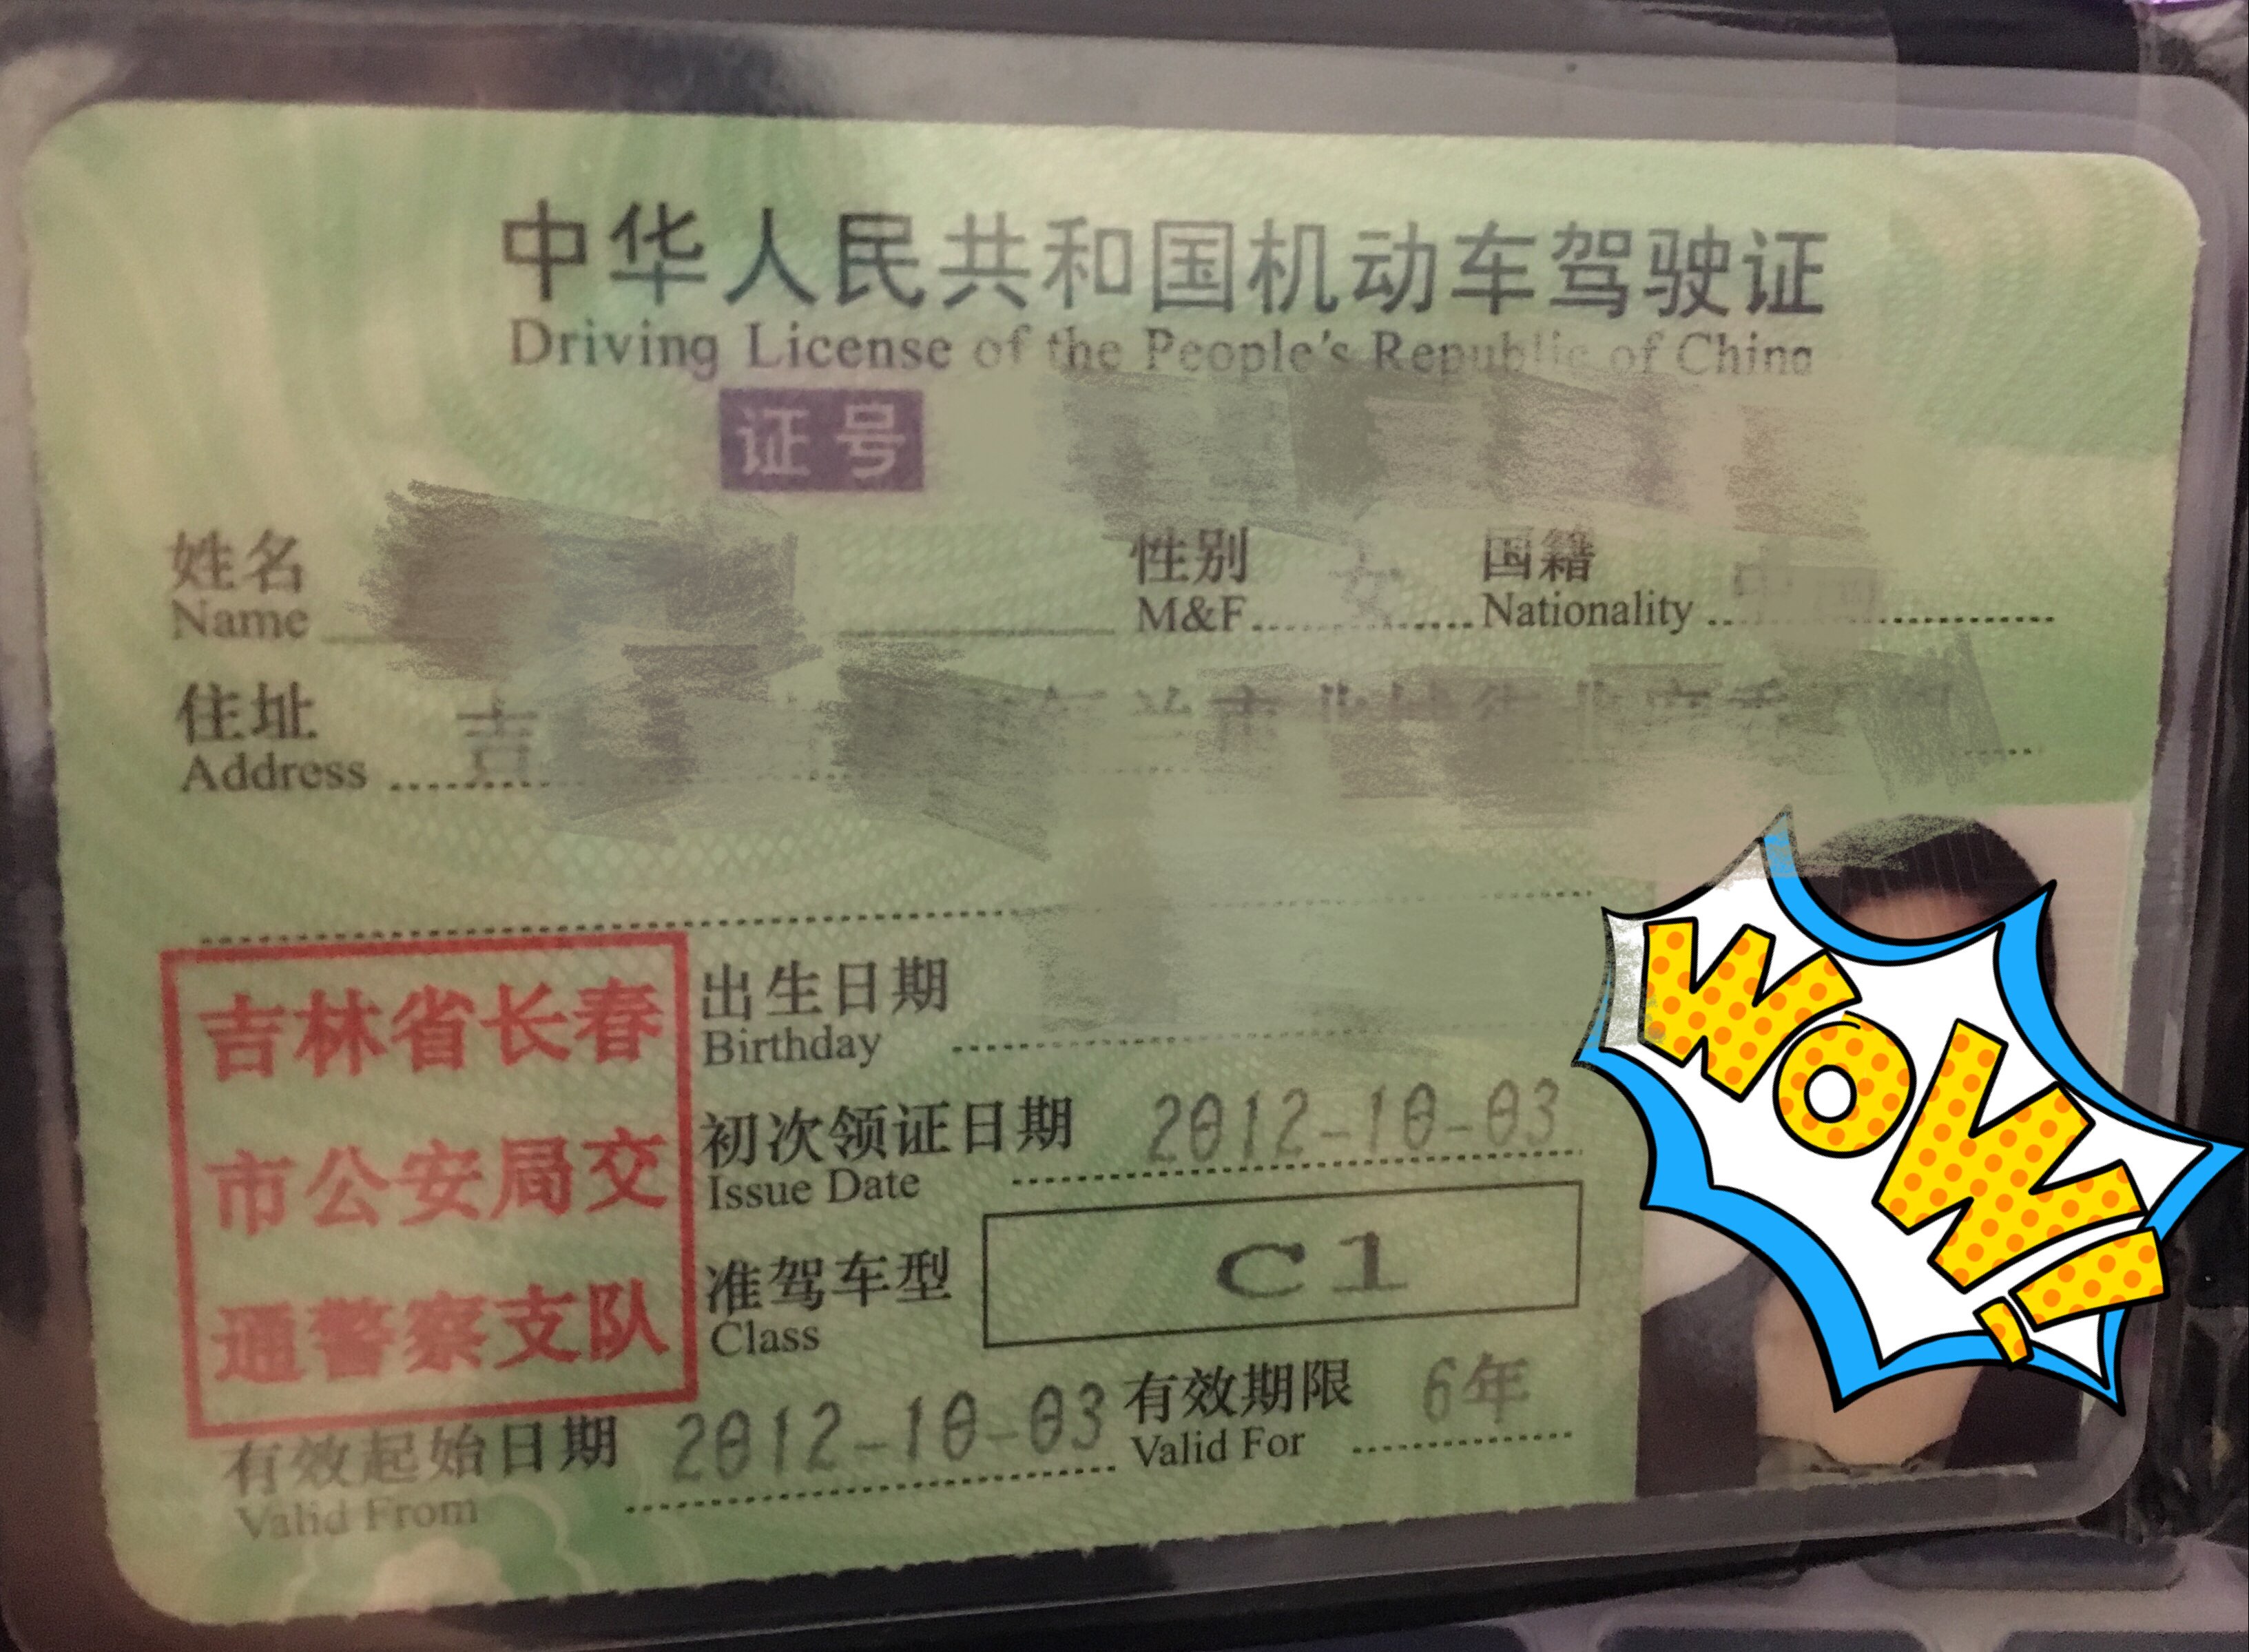 中华人民共和国机动车驾驶证
Driving License of the People's Republic of China
证号
姓名 性别 女 国籍
Name M&F Nationality
住址 吉
Address
吉林省长春
市公安局交
通警察支队
出生日期
Birthday
初次领证日期 2012-10-03
Issue Date
准驾车型 C1
Class
有效起始日期 2012-10-03 有效期限 6年
Valid From Valid For
WOW!